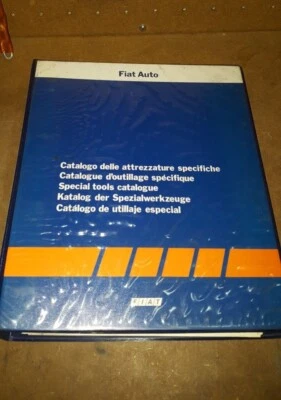 Fiat Auto
Catalogo delle attrezzature specifiche
Catalogue d'outillage spécifique
Special tools catalogue
Katalog der Spezialwerkzeuge
Catálogo de utillaje especial
FIAT